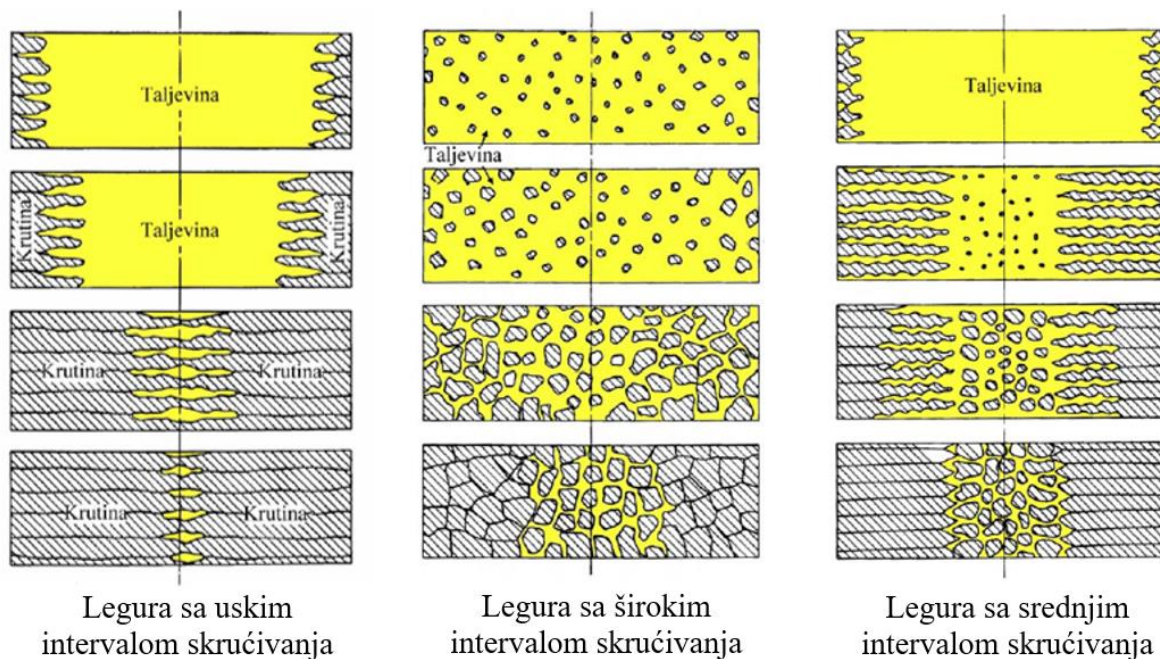 Taljevina
Krutina
Taljevina
Krutina
Krutina
Krutina
Krutina
Krutina
Legura sa uskim
intervalom skrućivanja
Taljevina
Legura sa širokim
intervalom skrućivanja
Taljevina
Legura sa srednjim
intervalom skrućivanja